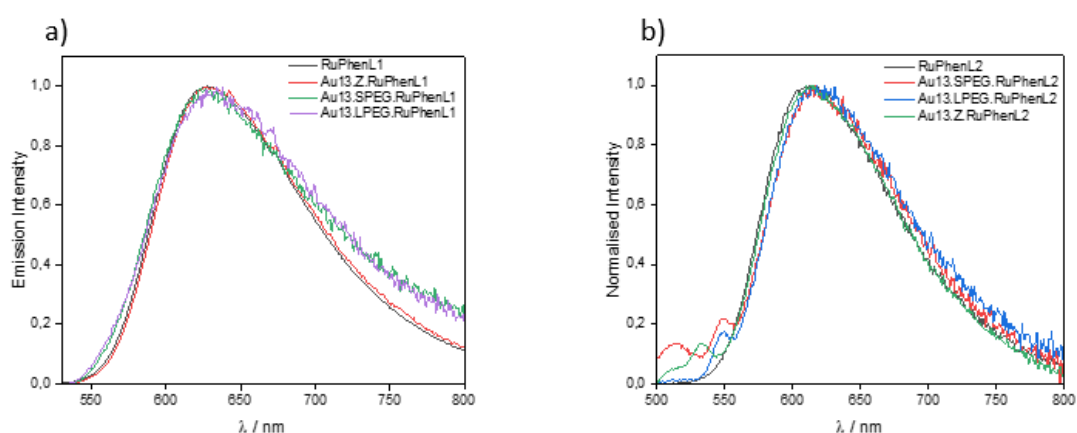 a)
RuPhenL1
Au13.Z.RuPhenL1
Au13.SPEG.RuPhenL1
Au13.LPEG.RuPhenL1
1,0
0,8
0,6
0,4
0,2
0,0
Emission Intensity
550 600 650 700 750 800
λ / nm
b)
RuPhenL2
Au13.SPEG.RuPhenL2
Au13.LPEG.RuPhenL2
Au13.Z.RuPhenL2
1,0
0,8
0,6
0,4
0,2
0,0
Normalised Intensity
500 550 600 650 700 750 800
λ / nm